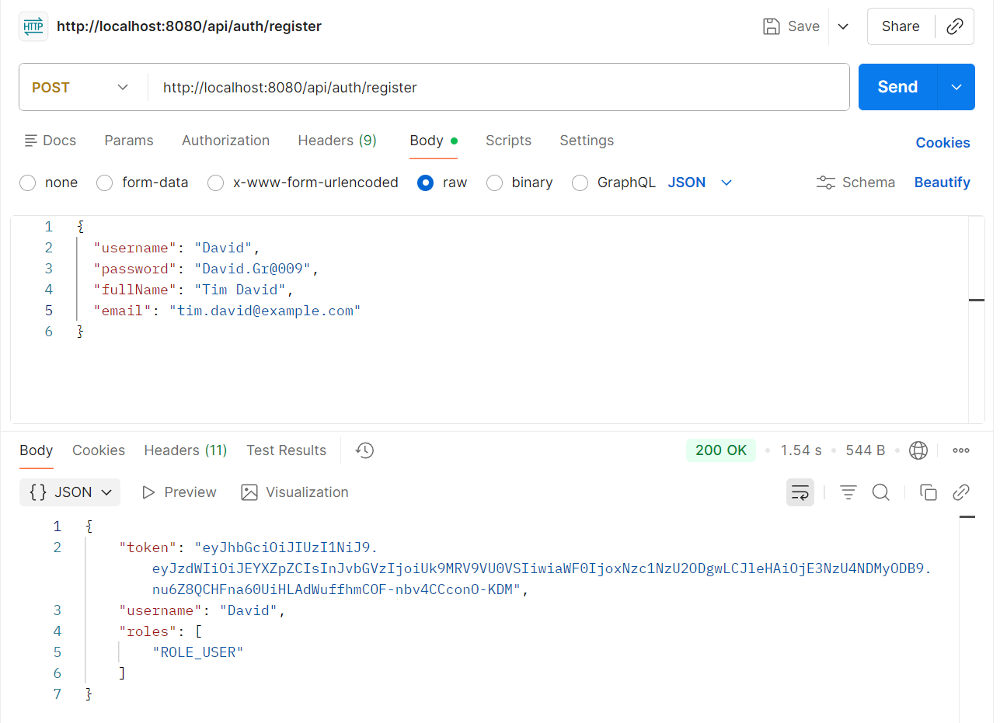 HTTP http://localhost:8080/api/auth/register Save Share
POST http://localhost:8080/api/auth/register Send
Docs Params Authorization Headers (9) Body Scripts Settings Cookies
none form-data x-www-form-urlencoded raw binary GraphQL JSON Schema Beautify
1 {
2 "username": "David",
3 "password": "David.Gr@009",
4 "fullName": "Tim David",
5 "email": "tim.david@example.com"
6 }
Body Cookies Headers (11) Test Results 200 OK 1.54 s 544 B
{} JSON Preview Visualization
1 {
2 "token": "eyJhbGciOiJIUzI1NiJ9.
eyJzdWIiOiJEYXZpZCIsInJvbGVzIjoiUk9MRV9VU0VSIiwiaWF0IjoxNzc1NzU2ODgwLCJleHAiOjE3NzU4NDMyODB9.
nu6Z8QCHFna60UiHLAdWuffhmCOF-nbv4CCconO-KDM",
3 "username": "David",
4 "roles": [
5 "ROLE_USER"
6 ]
7 }